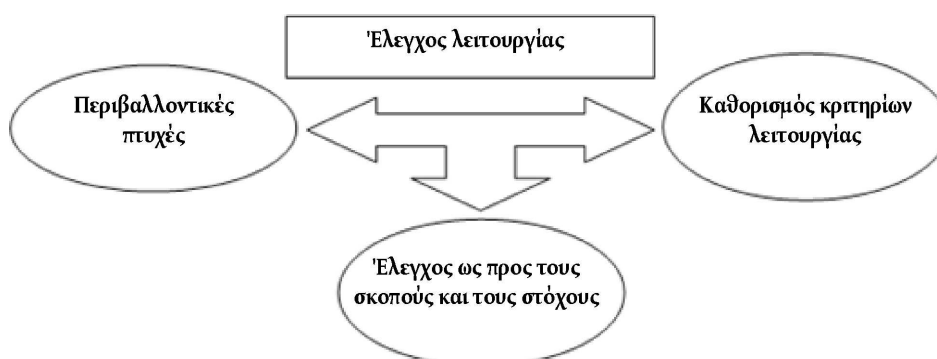 Έλεγχος λειτουργίας
Περιβαλλοντικές
πτυχές
Καθορισμός κριτηρίων
λειτουργίας
Έλεγχος ως προς τους
σκοπούς και τους στόχους